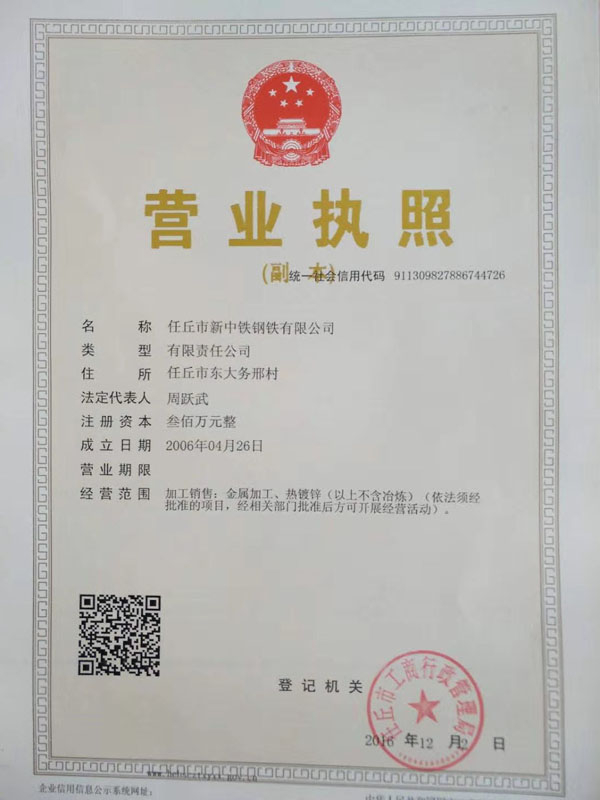 营业执照
(副 本)
统一社会信用代码 911309827886744726
名 称 任丘市新中铁钢铁有限公司
类 型 有限责任公司
住 所 任丘市东大务邢村
法定代表人 周跃武
注册资本 叁佰万元整
成立日期 2006年04月26日
营业期限
经营范围 加工销售；金属加工、热镀锌（以上不含冶炼）（依法须经
批准的项目，经相关部门批准后方可开展经营活动）。
登记机关
任丘市工商行政管理局
2016 年 12 月 2 日
企业信用信息公示系统网址：